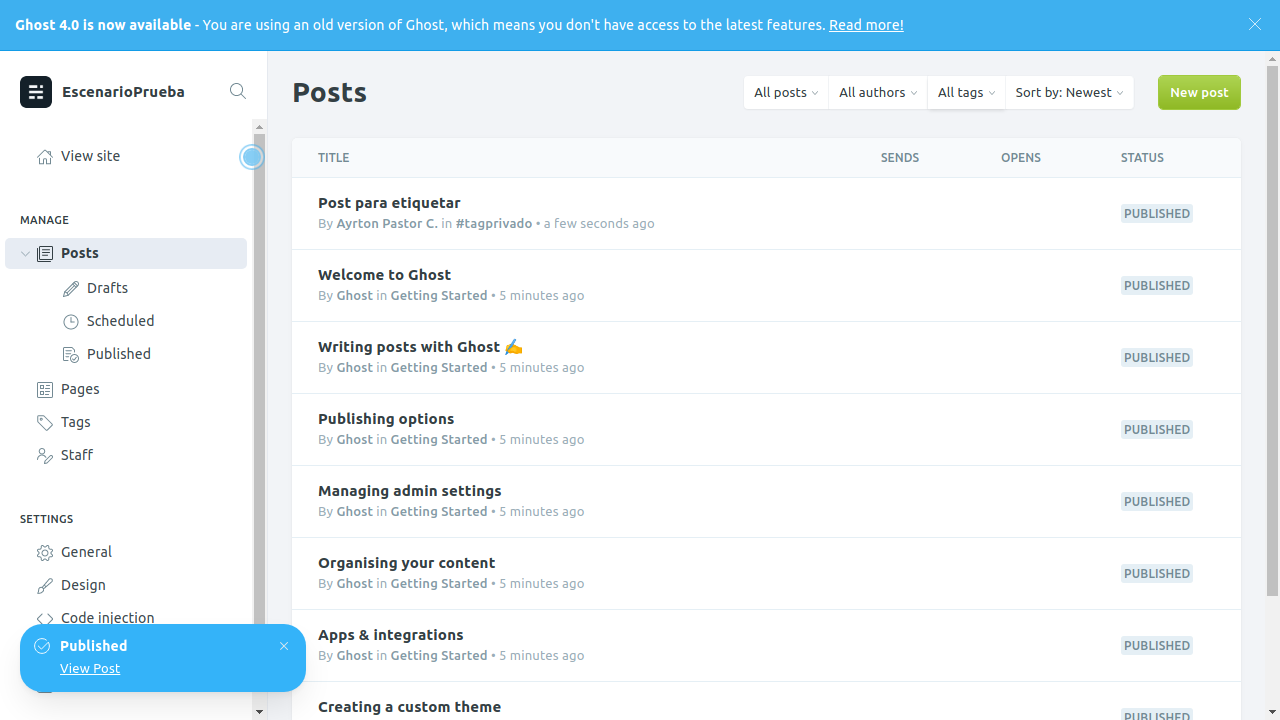 Ghost 4.0 is now available - You are using an old version of Ghost, which means you don't have access to the latest features. Read more!
EscenarioPrueba
View site
MANAGE
Posts
Drafts
Scheduled
Published
Pages
Tags
Staff
SETTINGS
General
Design
Code injection
Published
View Post
Posts
All posts
All authors
All tags
Sort by: Newest
New post
TITLE SENDS OPENS STATUS
Post para etiquetar
By Ayrton Pastor C. in #tagprivado • a few seconds ago
PUBLISHED
Welcome to Ghost
By Ghost in Getting Started • 5 minutes ago
PUBLISHED
Writing posts with Ghost ✍️
By Ghost in Getting Started • 5 minutes ago
PUBLISHED
Publishing options
By Ghost in Getting Started • 5 minutes ago
PUBLISHED
Managing admin settings
By Ghost in Getting Started • 5 minutes ago
PUBLISHED
Organising your content
By Ghost in Getting Started • 5 minutes ago
PUBLISHED
Apps & integrations
By Ghost in Getting Started • 5 minutes ago
PUBLISHED
Creating a custom theme
PUBLISHED